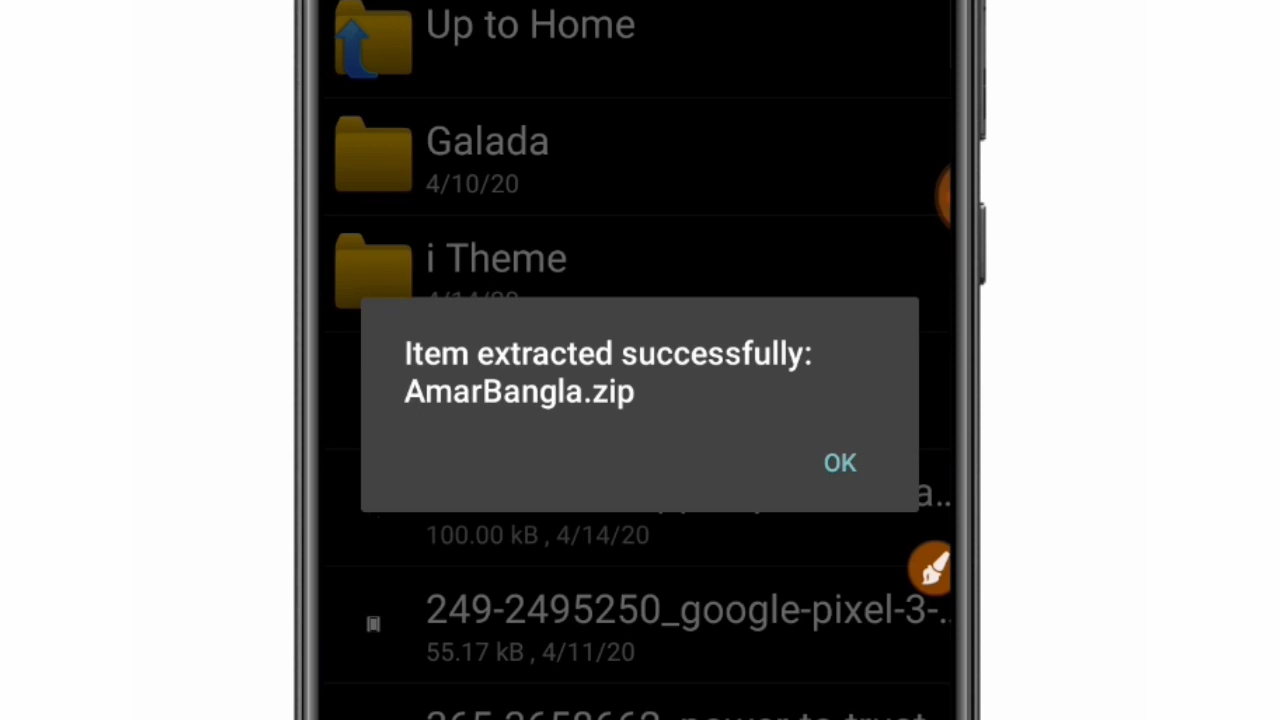 Up to Home
Galada
4/10/20
i Theme
Item extracted successfully:
AmarBangla.zip
OK
a..
100.00 kB , 4/14/20
249-2495250_google-pixel-3-..
55.17 kB , 4/11/20